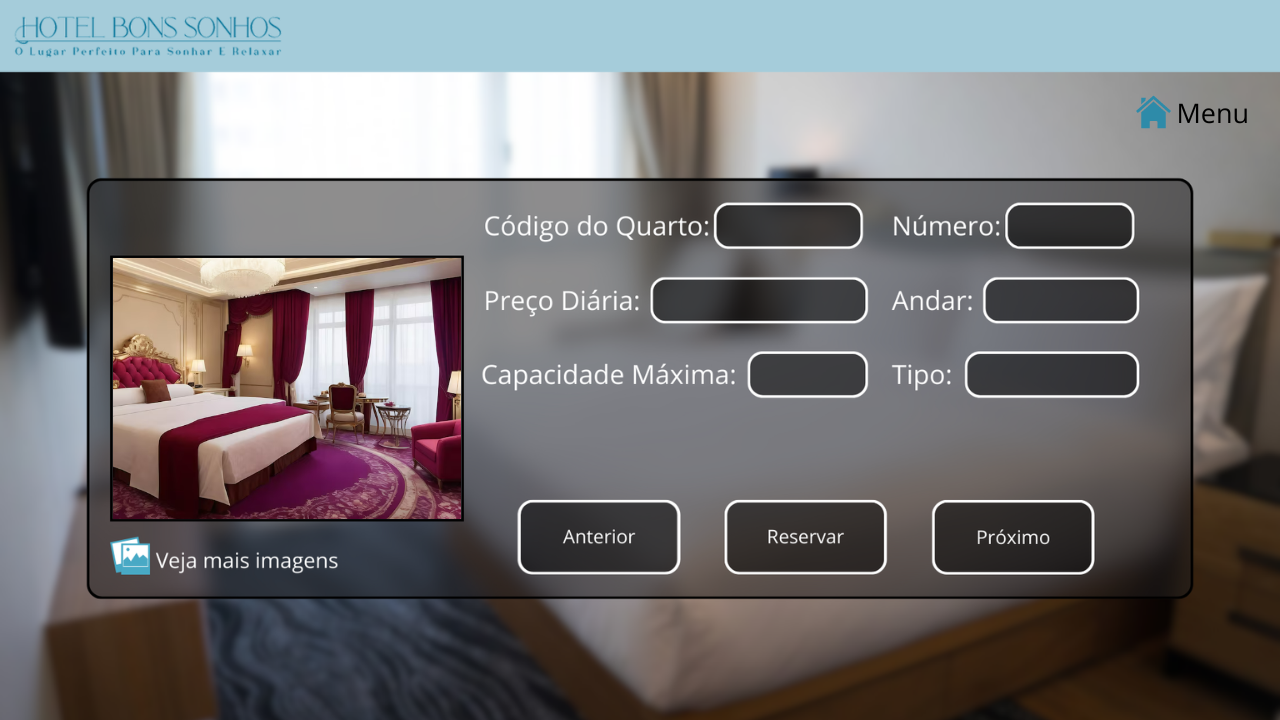 HOTEL BONS SONHOS
O Lugar Perfeito Para Sonhar E Relaxar
Menu
Código do Quarto:
Número:
Preço Diária:
Andar:
Capacidade Máxima:
Tipo:
Anterior
Reservar
Próximo
Veja mais imagens